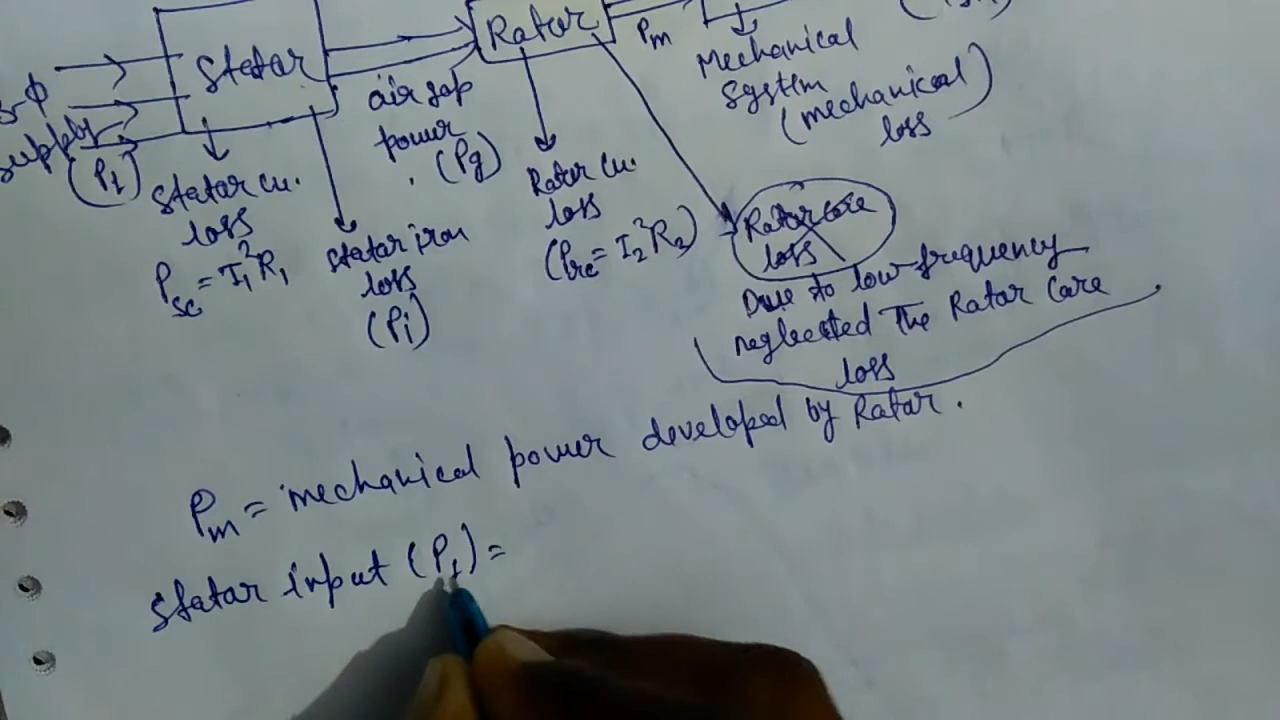 Stator
Rotor
Pm
3-Φ
supply
(P1)
air gap
power
(Pg)
Mechanical
System
(mechanical)
loss
Stator cu.
loss
Psc = I1²R1
Stator iron
loss
(Pi)
Rotor cu.
loss
(Prc = I2²R2)
Rotor core
loss
Due to low frequency
neglected The Rotor Core
loss
Pm = mechanical power developed by Rotor.
Stator input (P1) =